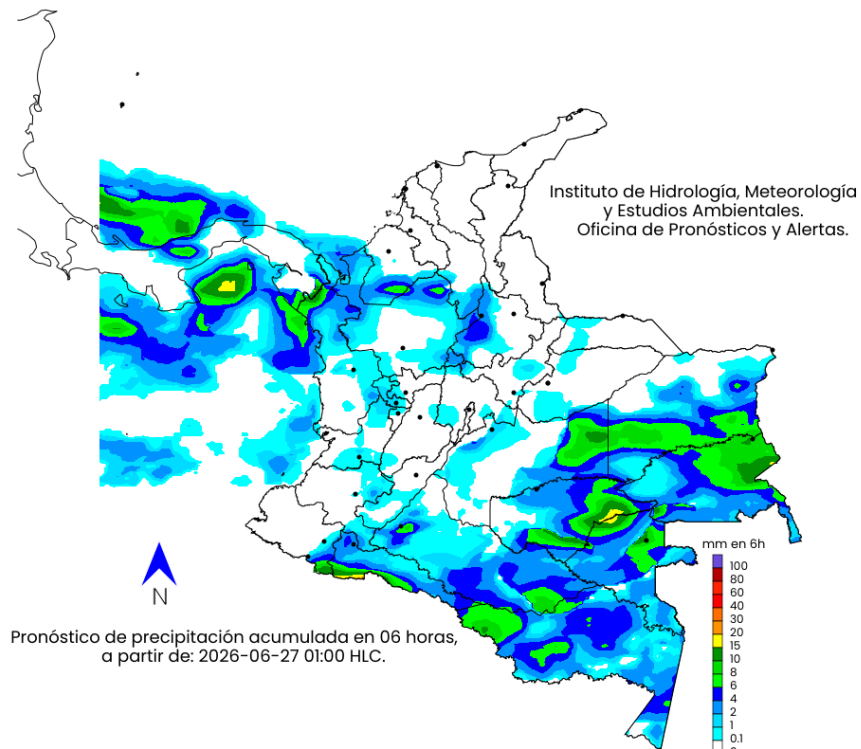 Instituto de Hidrología, Meteorología
y Estudios Ambientales.
Oficina de Pronósticos y Alertas.
N
Pronóstico de precipitación acumulada en 06 horas,
a partir de: 2026-06-27 01:00 HLC.
mm en 6h
100
80
60
40
30
20
15
10
8
6
4
2
1
0.1